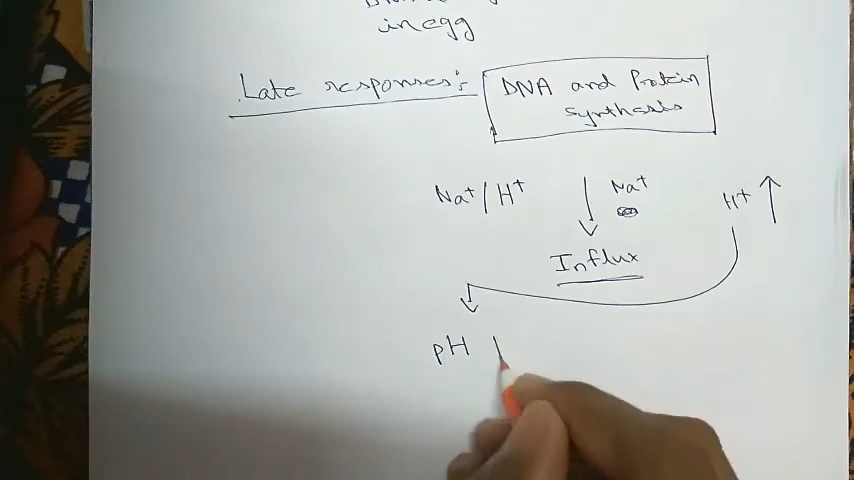 in egg
Late responses:
DNA and Protein
synthesis
Na+/H+
Na+
H+
Influx
pH